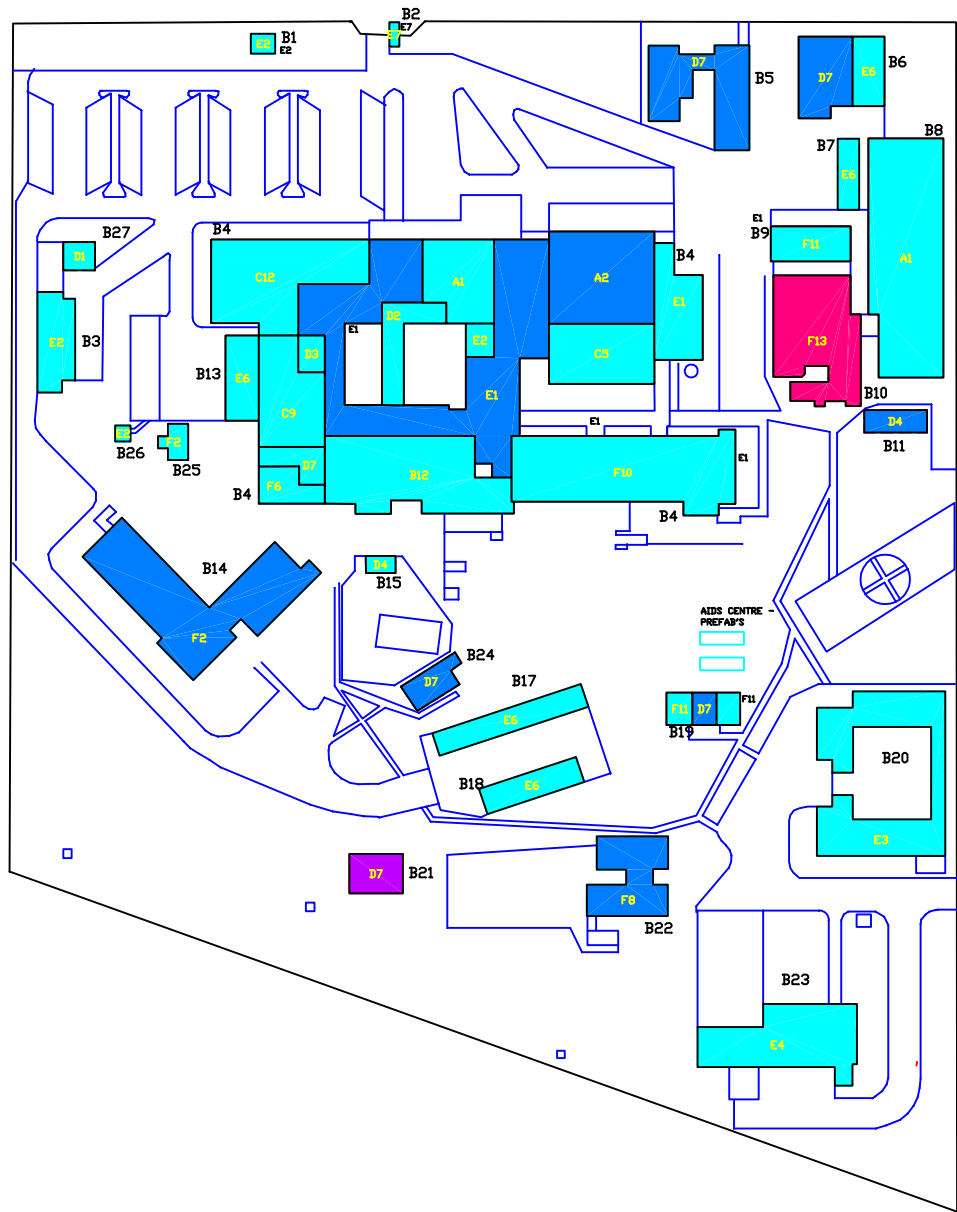 B2
E7
E7
B1
E2
E2
D7
B5
D7
E6
B6
B8
B7
E6
E1
B9
F11
A1
B27
D1
B4
C12
A1
A2
B4
E1
D2
E1
E2
B3
D3
E2
C5
F13
B13
E6
E1
B10
C9
E1
D4
B11
E2
B26
F2
B25
D7
B12
F10
E1
B4
F6
B4
B14
D4
B15
F2
AIDS CENTRE -
PREFAB'S
B24
D7
B17
E6
F11
D7
F11
B19
B20
B18
E6
E3
D7
B21
F8
B22
B23
E4